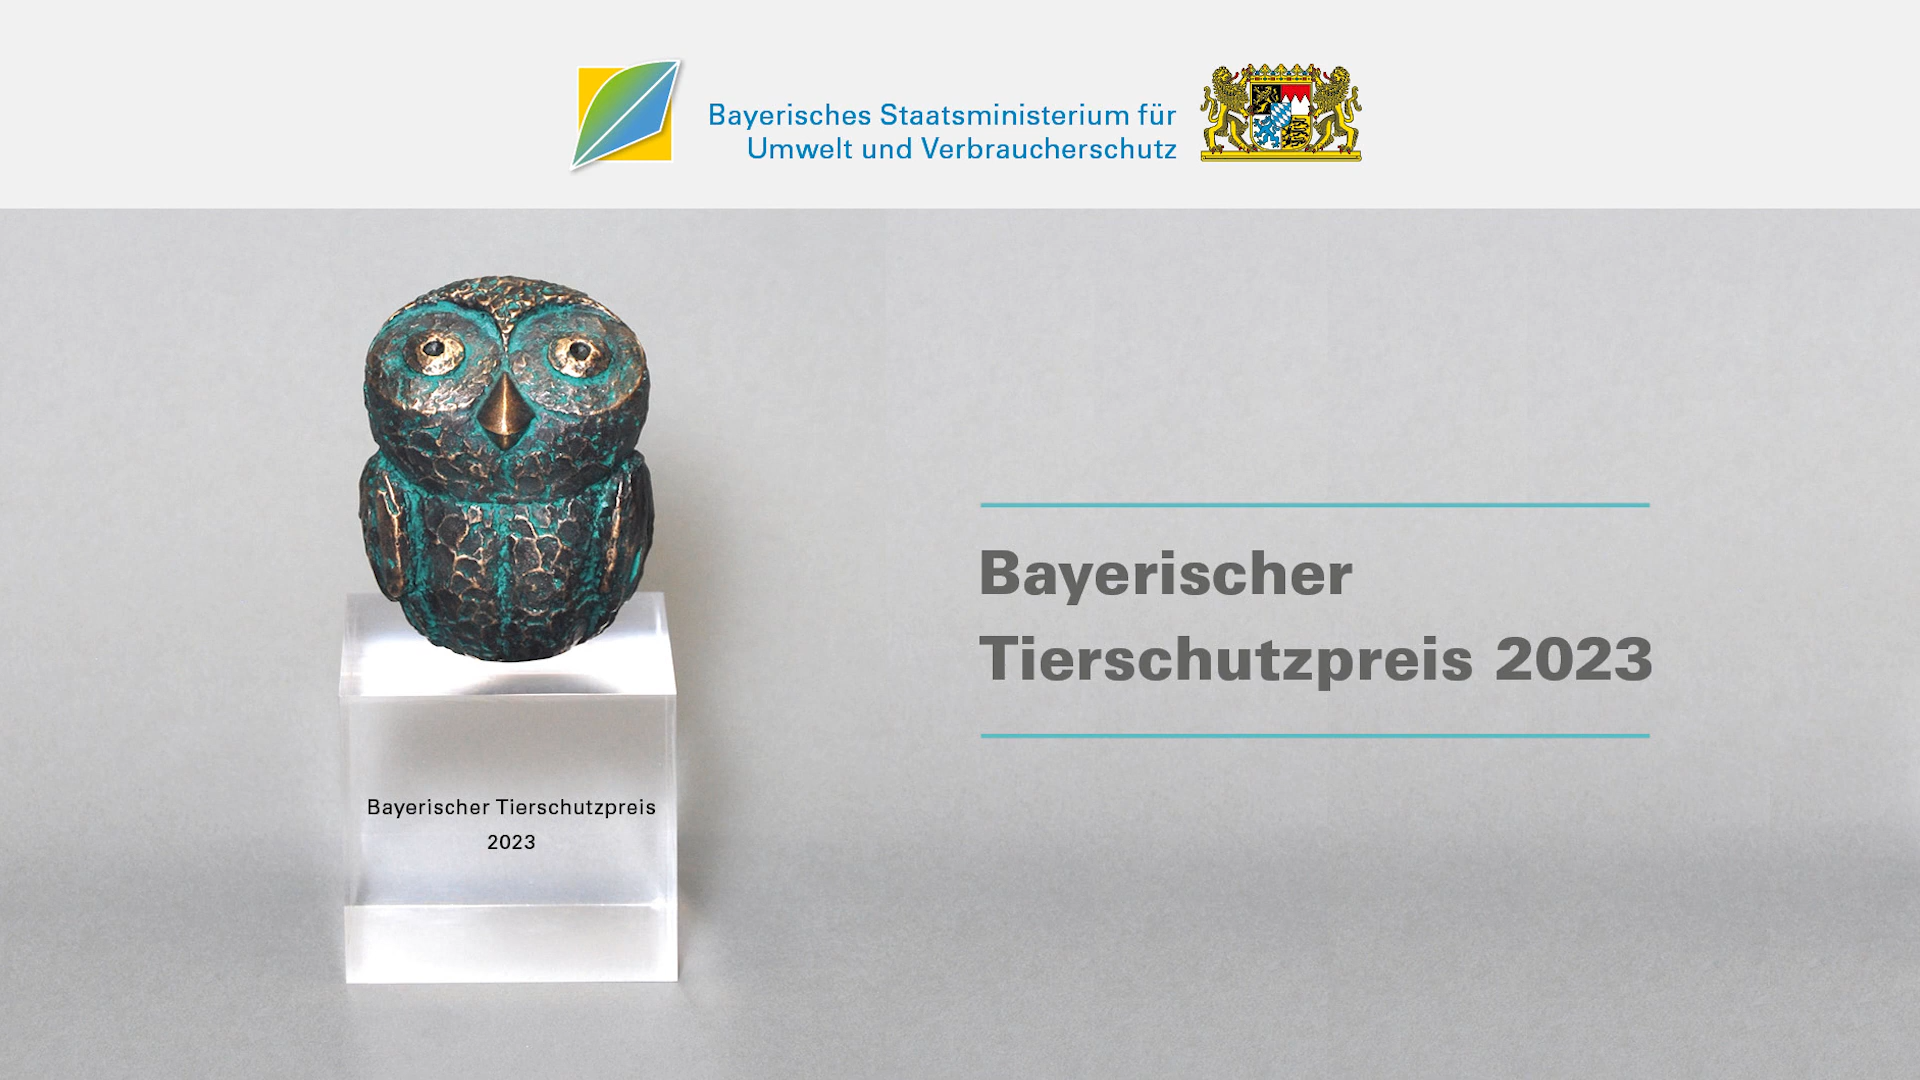 Bayerisches Staatsministerium für
Umwelt und Verbraucherschutz
Bayerischer
Tierschutzpreis 2023
Bayerischer Tierschutzpreis
2023